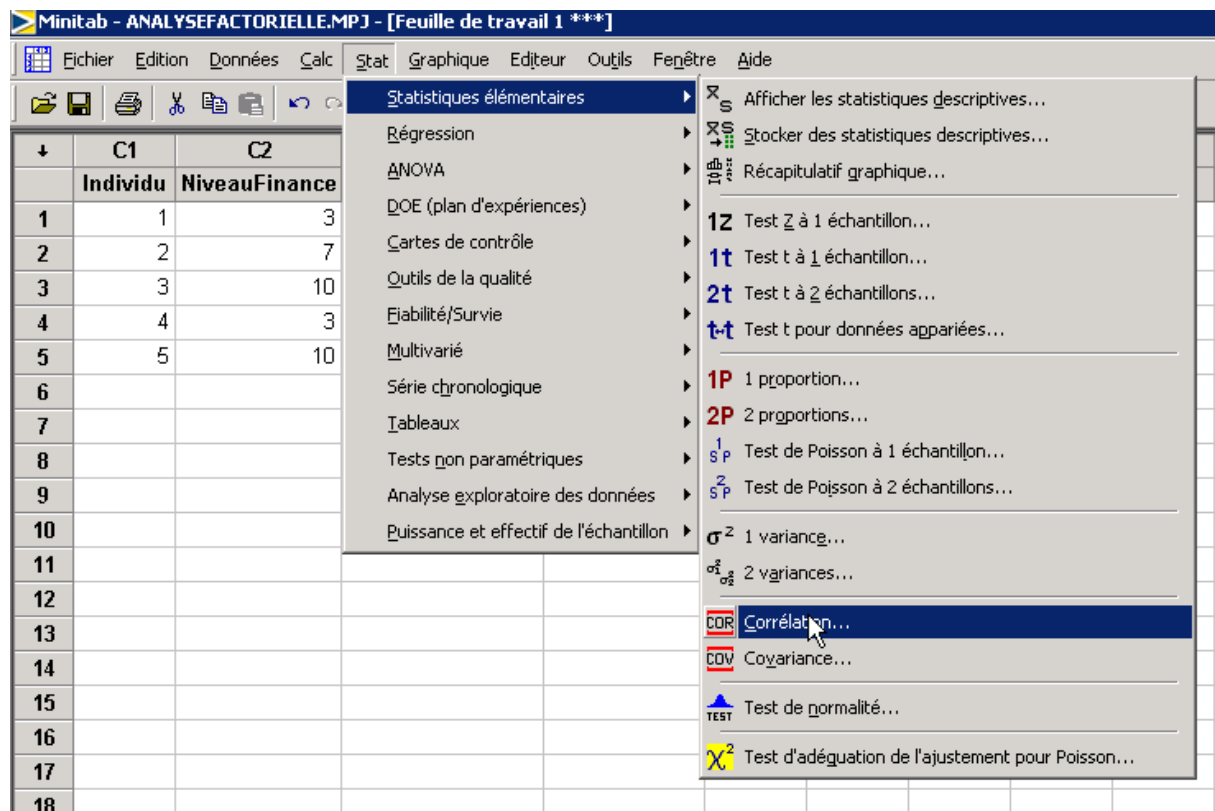 Minitab - ANALYSEFACTORIELLE.MPJ - [Feuille de travail 1 ***]
Fichier Edition Données Calc Stat Graphique Editeur Outils Fenêtre Aide
Statistiques élémentaires
Régression
ANOVA
DOE (plan d'expériences)
Cartes de contrôle
Outils de la qualité
Fiabilité/Survie
Multivarié
Série chronologique
Tableaux
Tests non paramétriques
Analyse exploratoire des données
Puissance et effectif de l'échantillon
X S Afficher les statistiques descriptives...
X S Stocker des statistiques descriptives...
Récapitulatif graphique...
1Z Test Z à 1 échantillon...
1t Test t à 1 échantillon...
2t Test t à 2 échantillons...
t-t Test t pour données appariées...
1P 1 proportion...
2P 2 proportions...
S 1 P Test de Poisson à 1 échantillon...
S 2 P Test de Poisson à 2 échantillons...
σ² 1 variance...
σ²₁ σ²₂ 2 variances...
COR Corrélation...
COV Covariance...
TEST Test de normalité...
χ² Test d'adéquation de l'ajustement pour Poisson...
C1 C2
Individu NiveauFinance
1 1 3
2 2 7
3 3 10
4 4 3
5 5 10
6
7
8
9
10
11
12
13
14
15
16
17
18